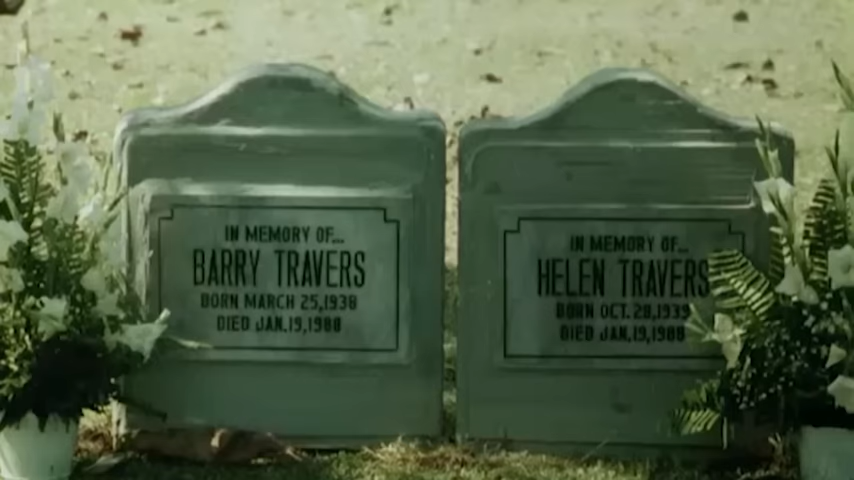 IN MEMORY OF...
BARRY TRAVERS
BORN MARCH 25,1938
DIED JAN.19,1988
IN MEMORY OF...
HELEN TRAVERS
BORN OCT.28,1939
DIED JAN.19,1988